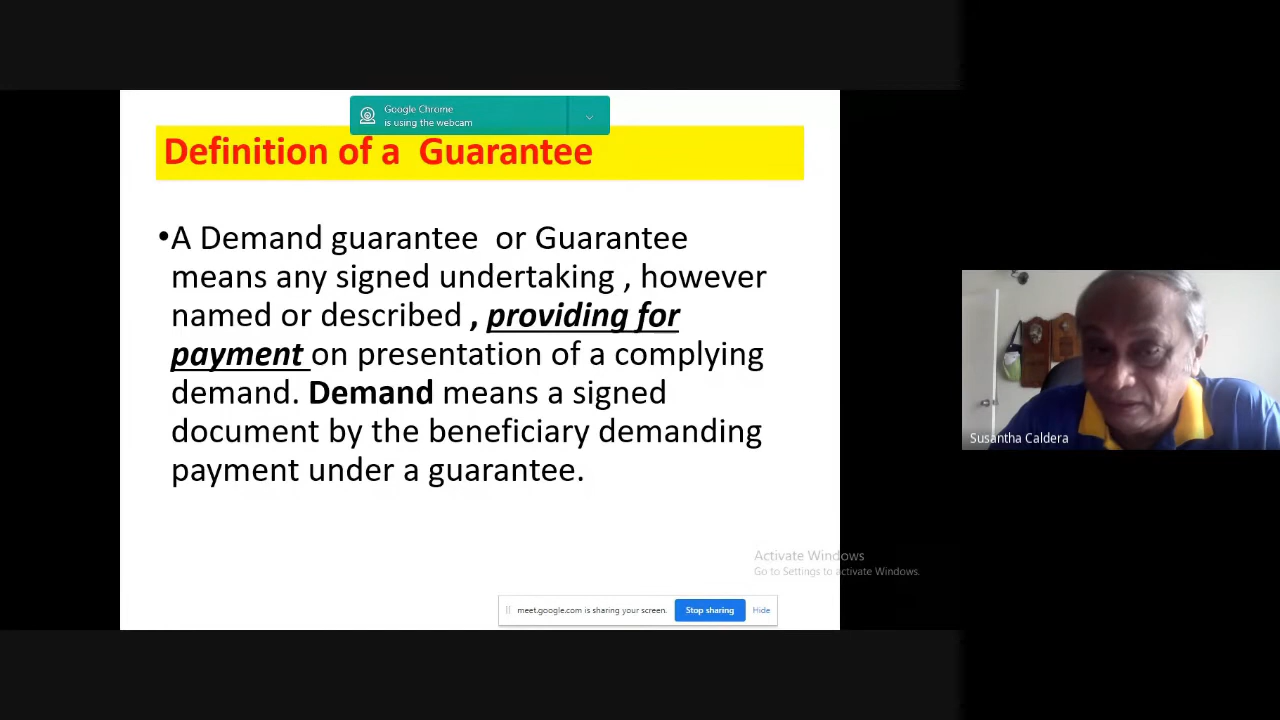 Google Chrome
is using the webcam
Definition of a  Guarantee
•A Demand guarantee  or Guarantee
means any signed undertaking , however
named or described , providing for
payment on presentation of a complying
demand. Demand means a signed
document by the beneficiary demanding
payment under a guarantee.
Susantha Caldera
Activate Windows
Go to Settings to activate Windows.
meet.google.com is sharing your screen. Stop sharing Hide